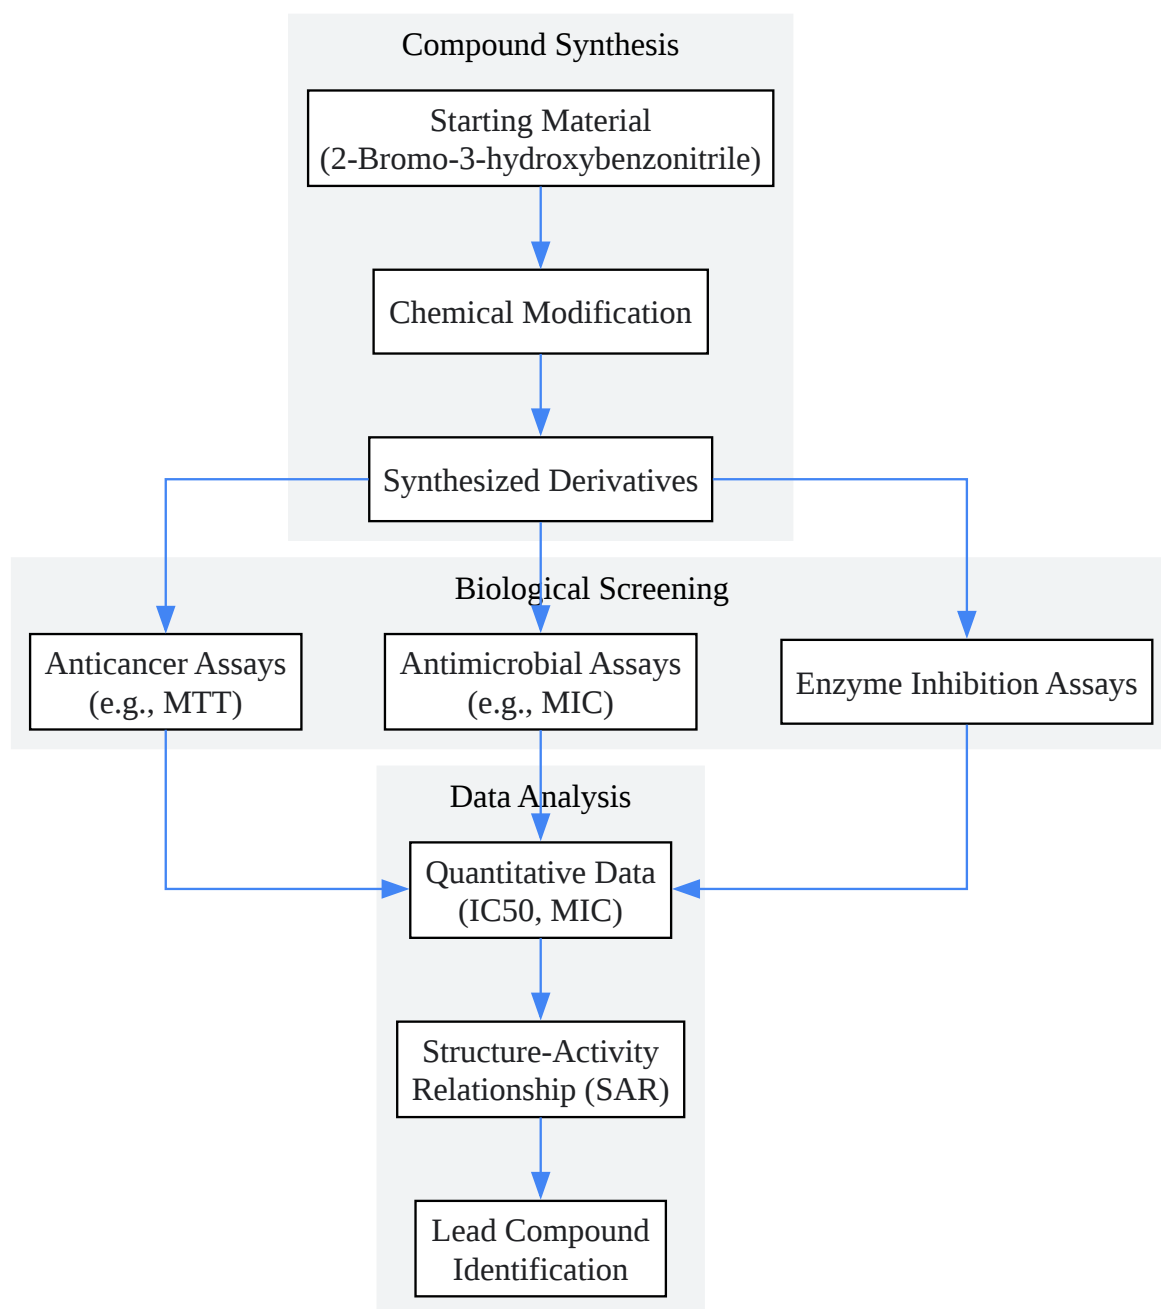 Compound Synthesis
Starting Material
(2-Bromo-3-hydroxybenzonitrile)
Chemical Modification
Synthesized Derivatives
Biological Screening
Anticancer Assays
(e.g., MTT)
Antimicrobial Assays
(e.g., MIC)
Enzyme Inhibition Assays
Data Analysis
Quantitative Data
(IC50, MIC)
Structure-Activity
Relationship (SAR)
Lead Compound
Identification